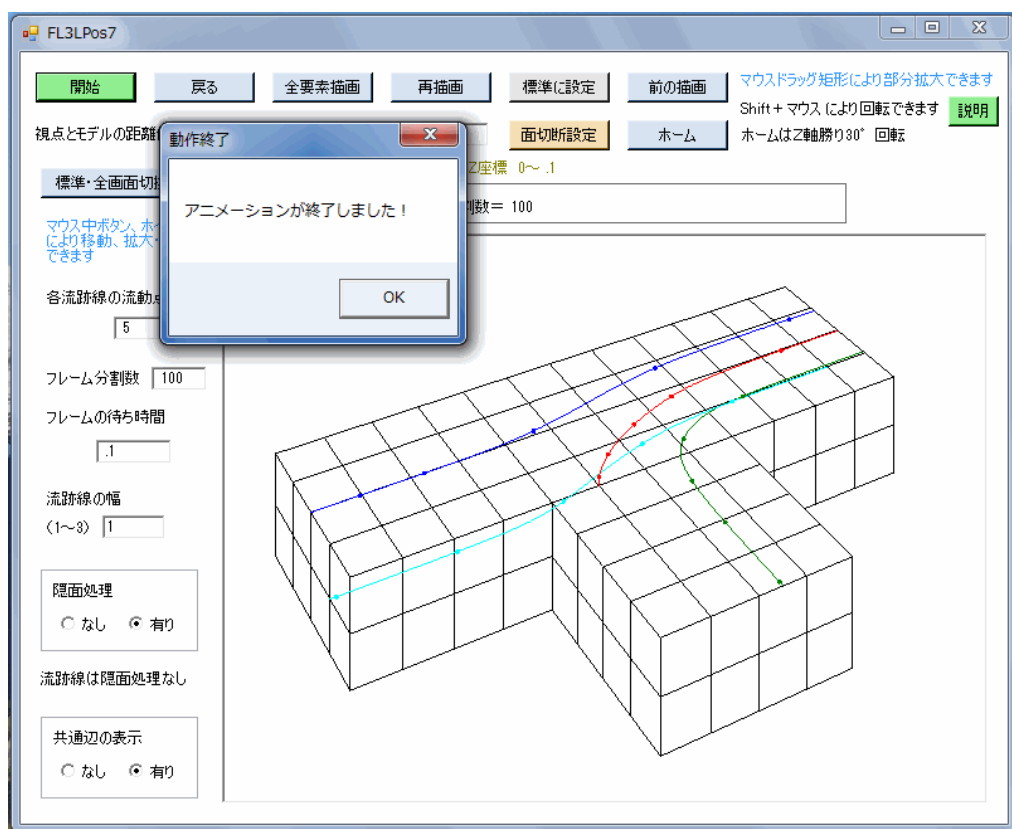 FL3LPos7
開始
戻る
全要素描画
再描画
標準に設定
前の描画
マウスドラッグ矩形により部分拡大できます
Shift+マウス により回転できます
説明
視点とモデルの距離
面切断設定
ホーム
ホームはZ軸勝り30° 回転
動作終了
アニメーションが終了しました！
OK
Z座標 0～ .1
標準・全画面切
割数＝ 100
マウス中ボタン、ホ
により移動、拡大・
できます
各流跡線の流動
5
フレーム分割数 100
フレームの待ち時間
.1
流跡線の幅
（1～3） 1
隠面処理
なし 有り
流跡線は隠面処理なし
共通辺の表示
なし 有り